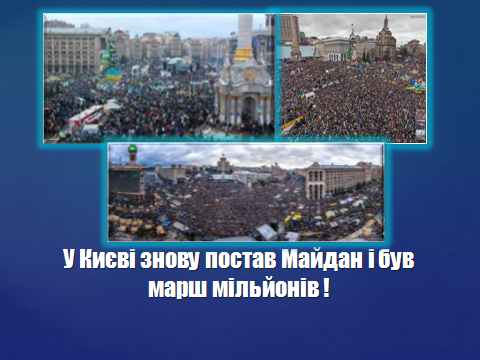 У Києві знову постав Майдан і був
марш мільйонів !